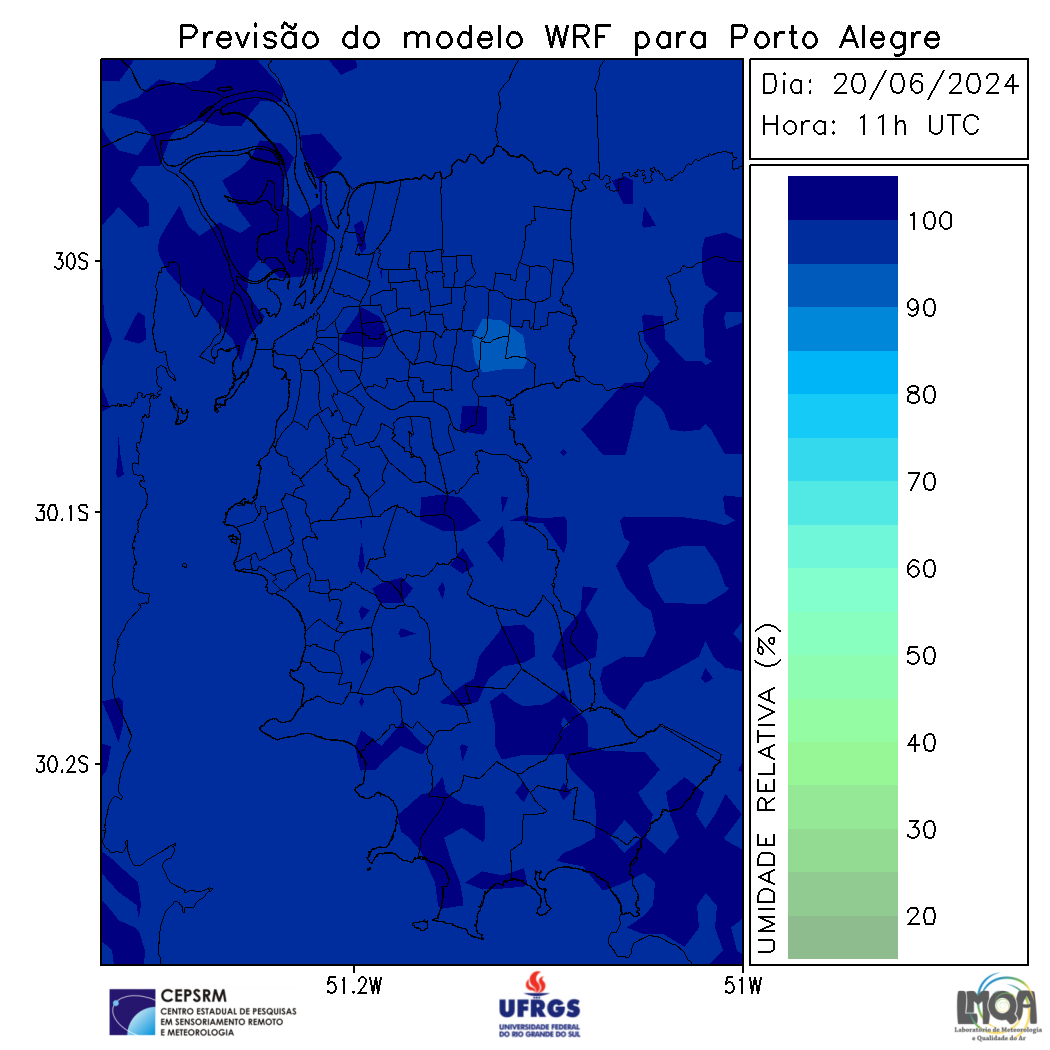 Previsão do modelo WRF para Porto Alegre
Dia: 20/06/2024
Hora: 11h UTC
100
90
80
70
60
50
40
30
20
UMIDADE RELATIVA (%)
30S
30.1S
30.2S
51.2W
51W
CEPSRM
CENTRO ESTADUAL DE PESQUISAS
EM SENSORIAMENTO REMOTO
E METEOROLOGIA
UFRGS
UNIVERSIDADE FEDERAL
DO RIO GRANDE DO SUL
LMQA
Laboratório de Meteorologia
e Qualidade do Ar